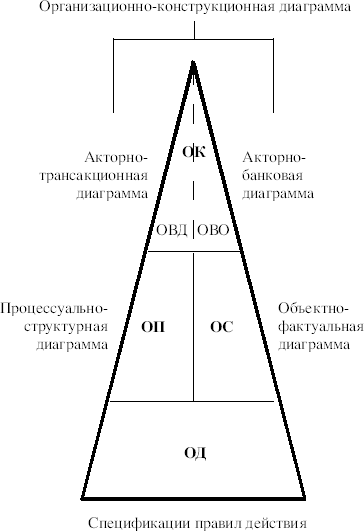 Организационно-конструкционная диаграмма
ОК
Акторно-
трансакционная
диаграмма
Акторно-
банковая
диаграмма
ОВД ОВО
Процессуально-
структурная
диаграмма
ОП ОС
Объектно-
фактуальная
диаграмма
ОД
Спецификации правил действия